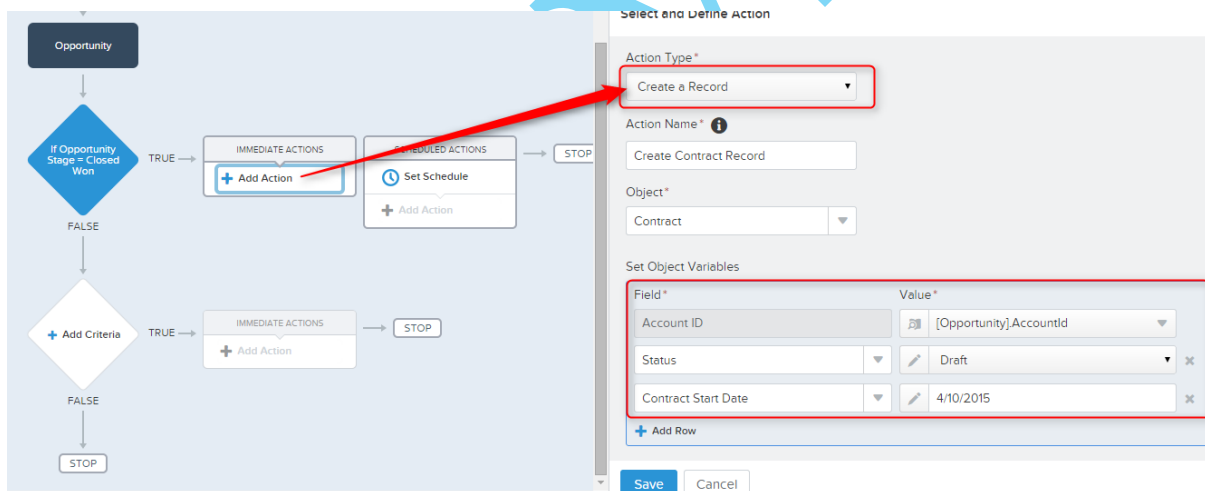 Opportunity
If Opportunity
Stage = Closed
Won
TRUE
IMMEDIATE ACTIONS
+ Add Action
SCHEDULED ACTIONS
Set Schedule
+ Add Action
STOP
FALSE
+ Add Criteria
TRUE
IMMEDIATE ACTIONS
+ Add Action
STOP
FALSE
STOP
Select and Define Action
Action Type*
Create a Record
Action Name*
Create Contract Record
Object*
Contract
Set Object Variables
Field* Value*
Account ID [Opportunity].AccountId
Status Draft
Contract Start Date 4/10/2015
+ Add Row
Save Cancel